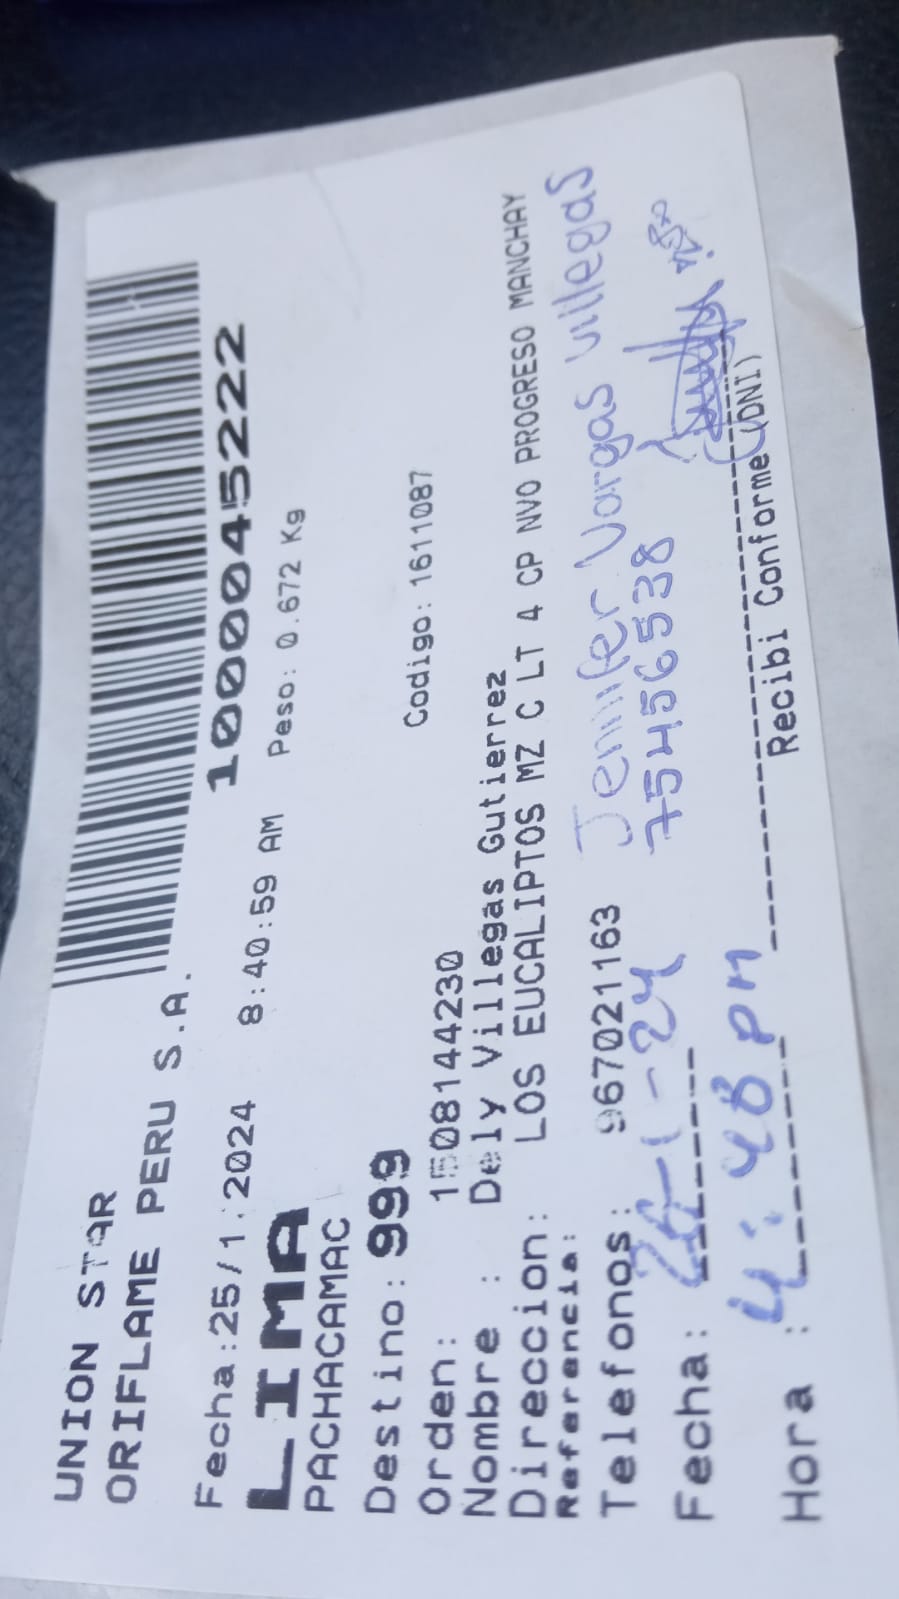 UNION STAR
ORIFLAME PERU S.A.
1000045222
Fecha:25/1.2024 8:40:59 AM Peso: 0.672 Kg
LIMA
PACHACAMAC
Destino: 999
Orden: 1508144230 Codigo: 1611087
Nombre : Dely Villegas Gutierrez
Direccion: LOS EUCALIPTOS MZ C LT 4 CP NVO PROGRESO MANCHAY
Referencia:
Telefonos: 967021163 Jennifer Vargas Villegas
75456538
Fecha: 26-1-24
Hora : 4:48 pm
Recibi Conforme (DNI)